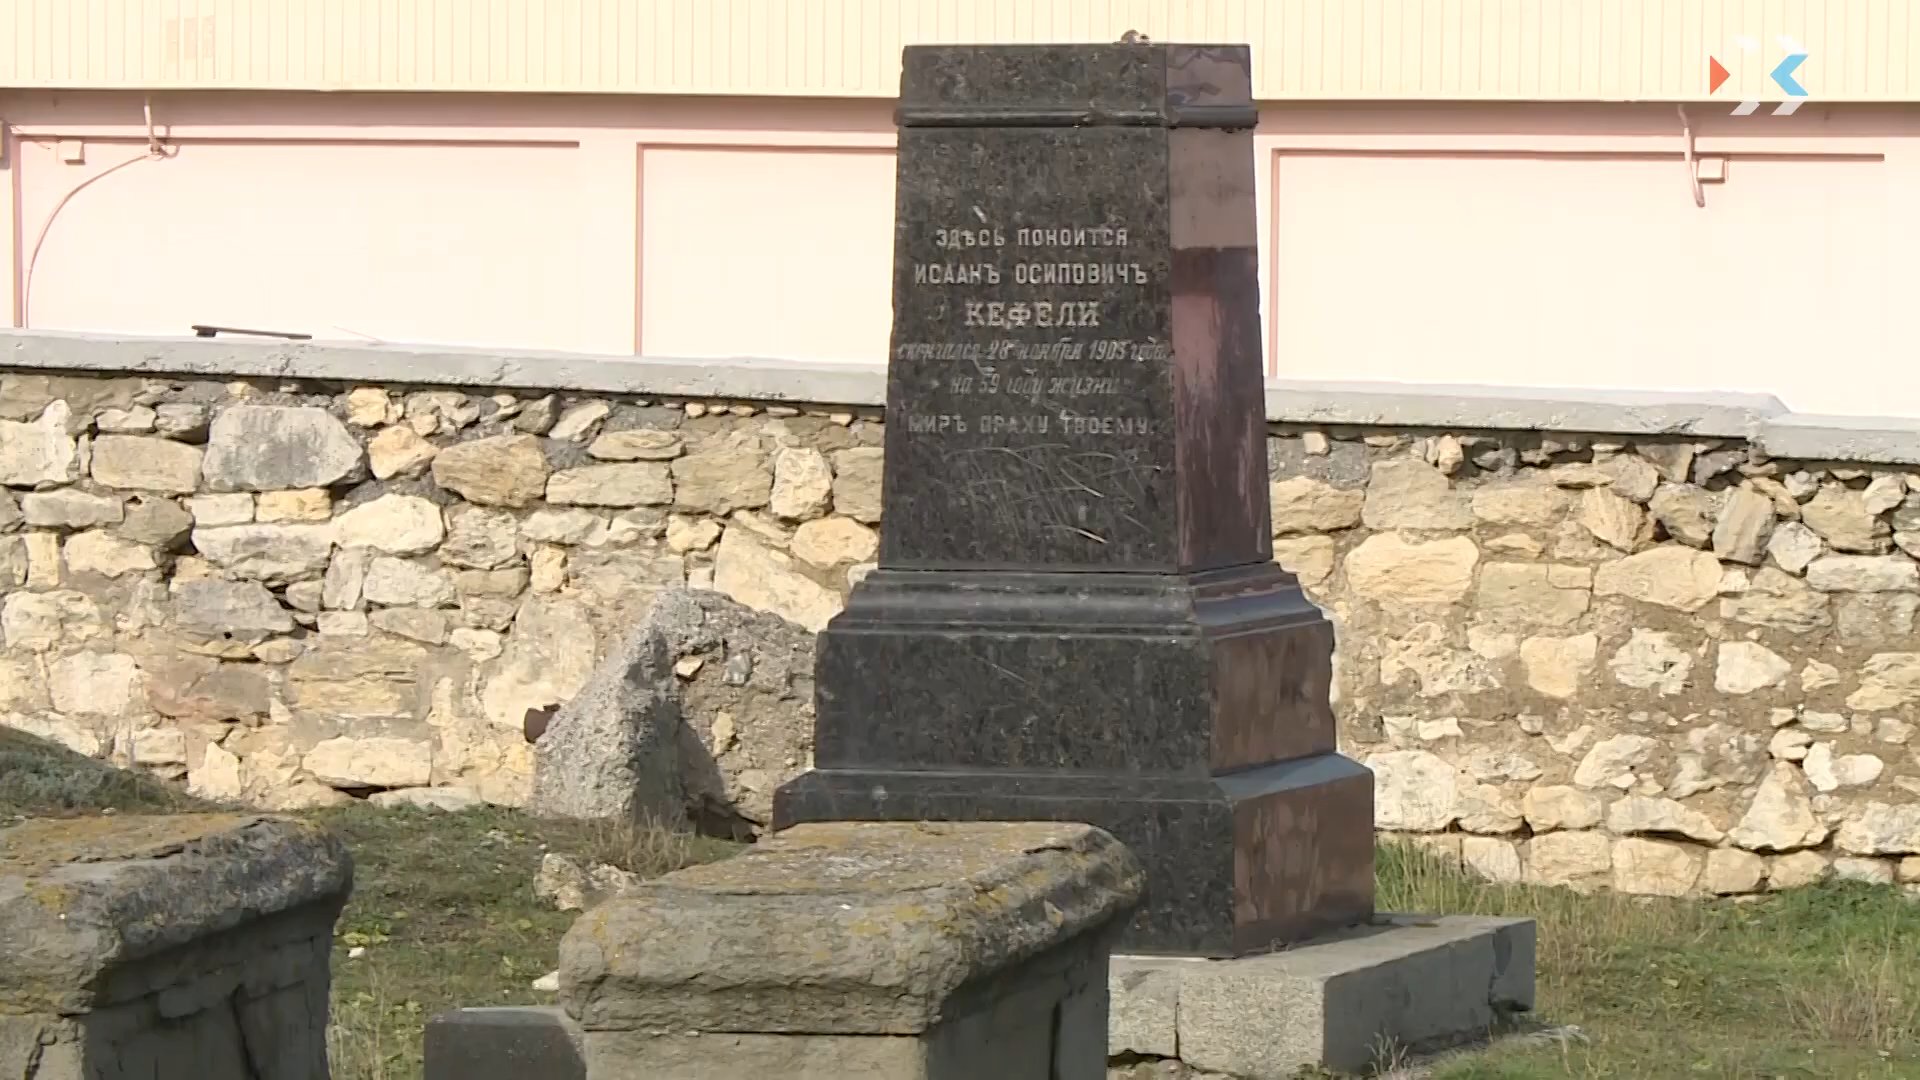 ЗДѢСЬ ПОКОИТСЯ
ИСААКЪ ОСИПОВИЧЪ
КЕФЕЛИ
скончался 28 ноября 1905 года
на 59 году жизни
МИРЪ ПРАХУ ТВОЕМУ.